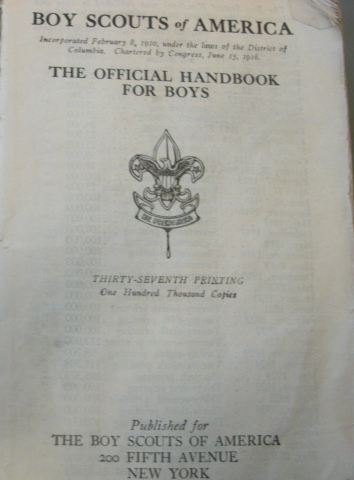 BOY SCOUTS of AMERICA
Incorporated February 8, 1910, under the laws of the District of
Columbia. Chartered by Congress, June 15, 1916.
THE OFFICIAL HANDBOOK
FOR BOYS
THIRTY-SEVENTH PRINTING
One Hundred Thousand Copies
Published for
THE BOY SCOUTS OF AMERICA
200 FIFTH AVENUE
NEW YORK